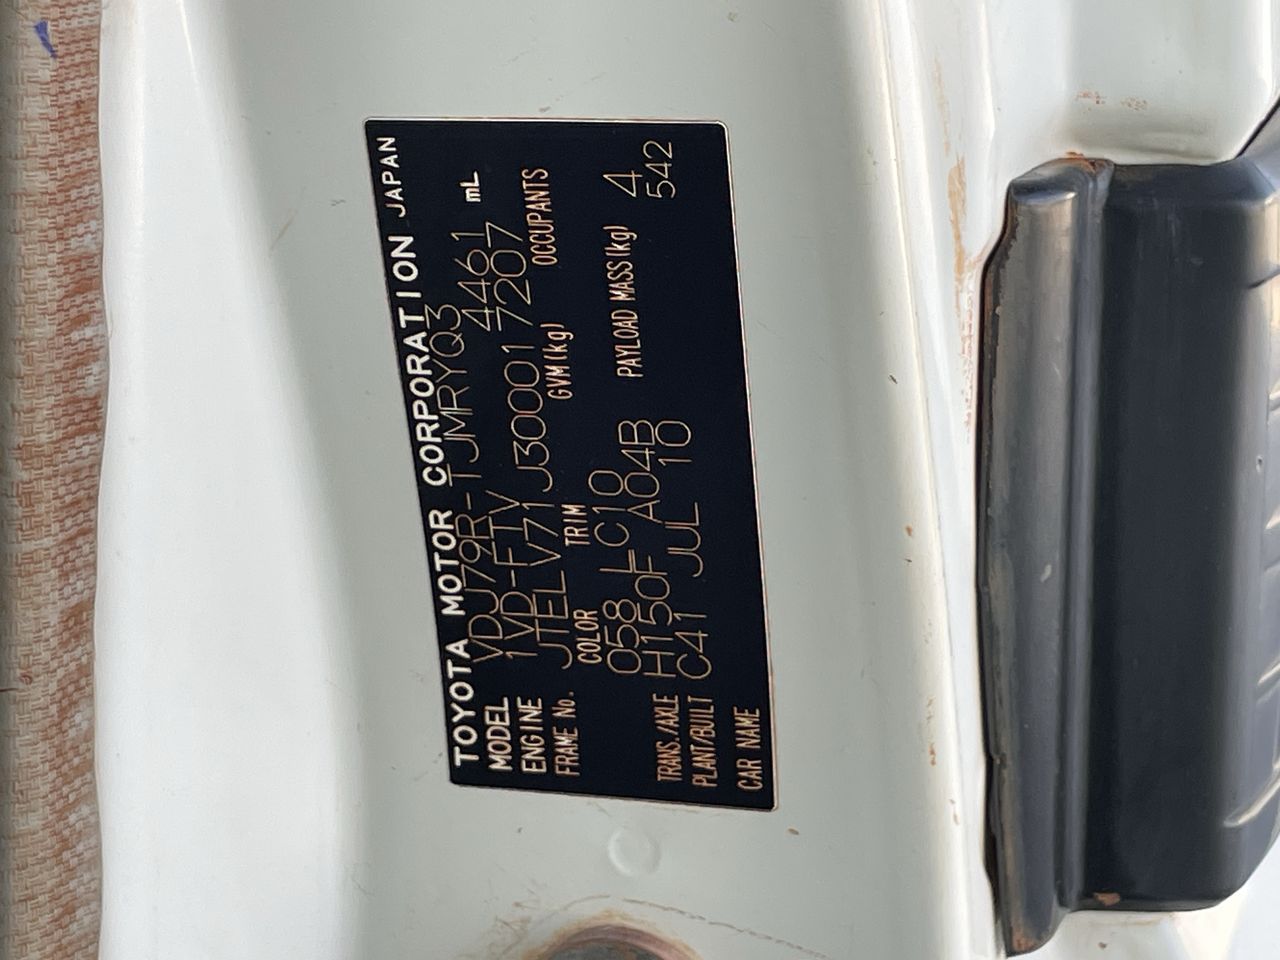 TOYOTA MOTOR CORPORATION JAPAN
MODEL VDJ79R-TJMRYQ3
ENGINE 1VD-FTV 4461 mL
FRAME No. JTELV71J300017207
COLOR TRIM GVM(kg) OCCUPANTS
058 LC10 4
TRANS./AXLE H150F A04B PAYLOAD MASS(kg) 542
PLANT/BUILT C41 JUL 10
CAR NAME